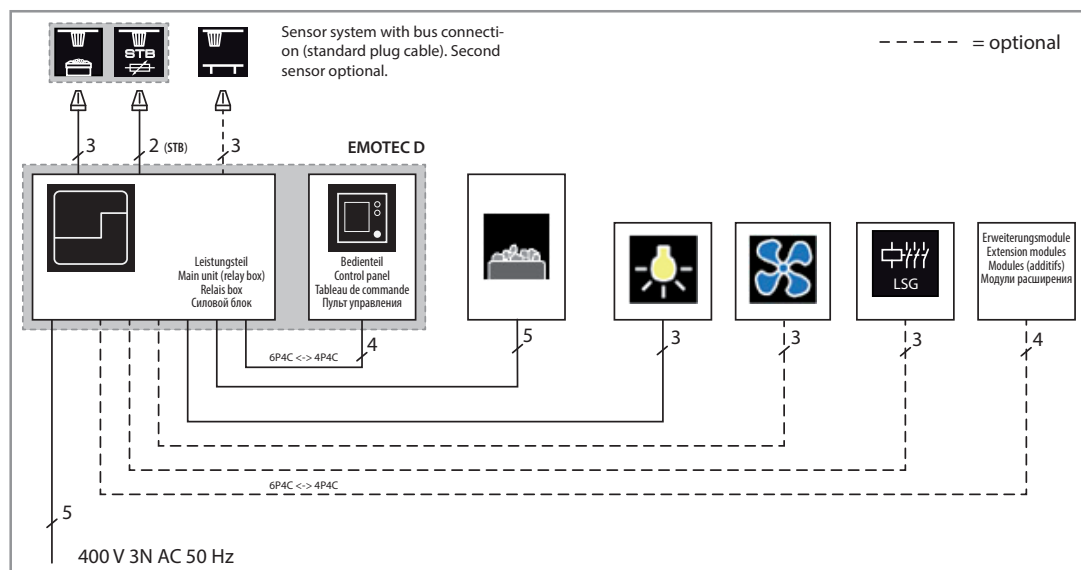 Sensor system with bus connecti-
on (standard plug cable). Second
sensor optional.
= optional
STB
3
2 (STB)
3
EMOTEC D
Leistungsteil
Main unit (relay box)
Relais box
Силовой блок
Bedienteil
Control panel
Tableau de commande
Пульт управления
LSG
Erweiterungsmodule
Extension modules
Modules (additifs)
Модули расширения
4
5
3
3
3
4
6P4C <-> 4P4C
6P4C <-> 4P4C
5
400 V 3N AC 50 Hz